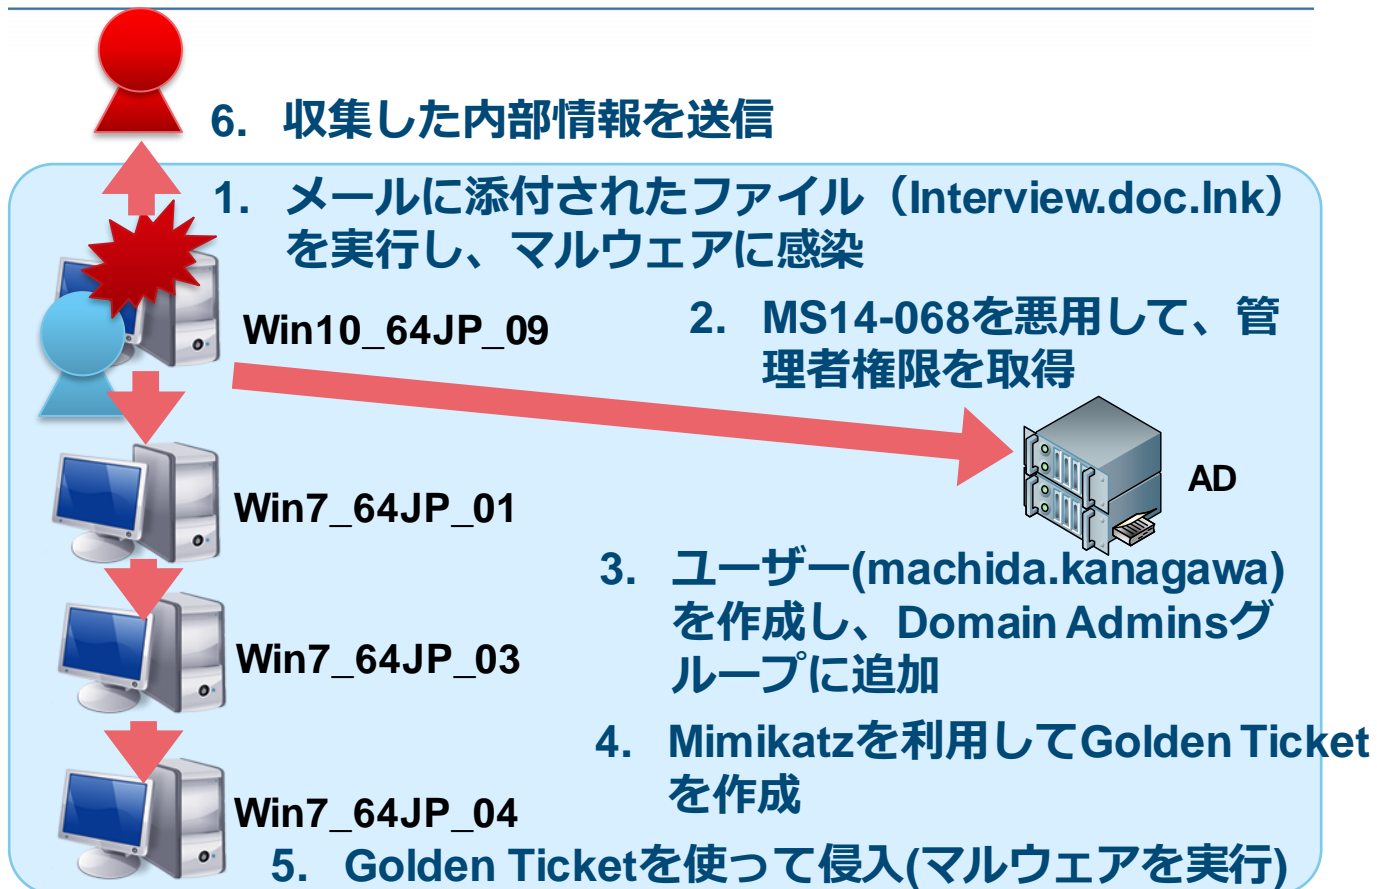 6. 収集した内部情報を送信
1. メールに添付されたファイル（Interview.doc.lnk）
を実行し、マルウェアに感染
Win10_64JP_09
2. MS14-068を悪用して、管
理者権限を取得
AD
Win7_64JP_01
3. ユーザー(machida.kanagawa)
を作成し、Domain Adminsグ
ループに追加
Win7_64JP_03
4. Mimikatzを利用してGolden Ticket
を作成
Win7_64JP_04
5. Golden Ticketを使って侵入(マルウェアを実行)